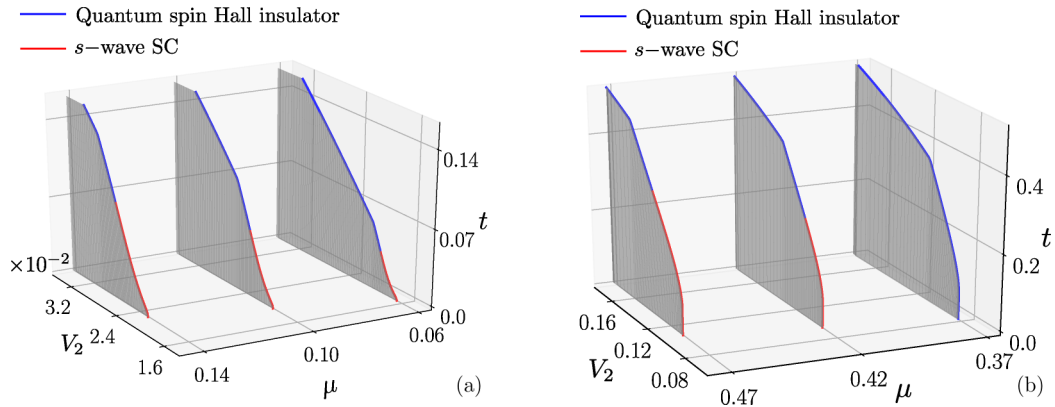 Quantum spin Hall insulator
s−wave SC
0.14
0.07
0.0
t
×10⁻²
3.2
2.4
1.6
V₂
0.14
0.10
0.06
μ
(a)
Quantum spin Hall insulator
s−wave SC
0.4
0.2
0.0
t
0.16
0.12
0.08
V₂
0.47
0.42
0.37
μ
(b)